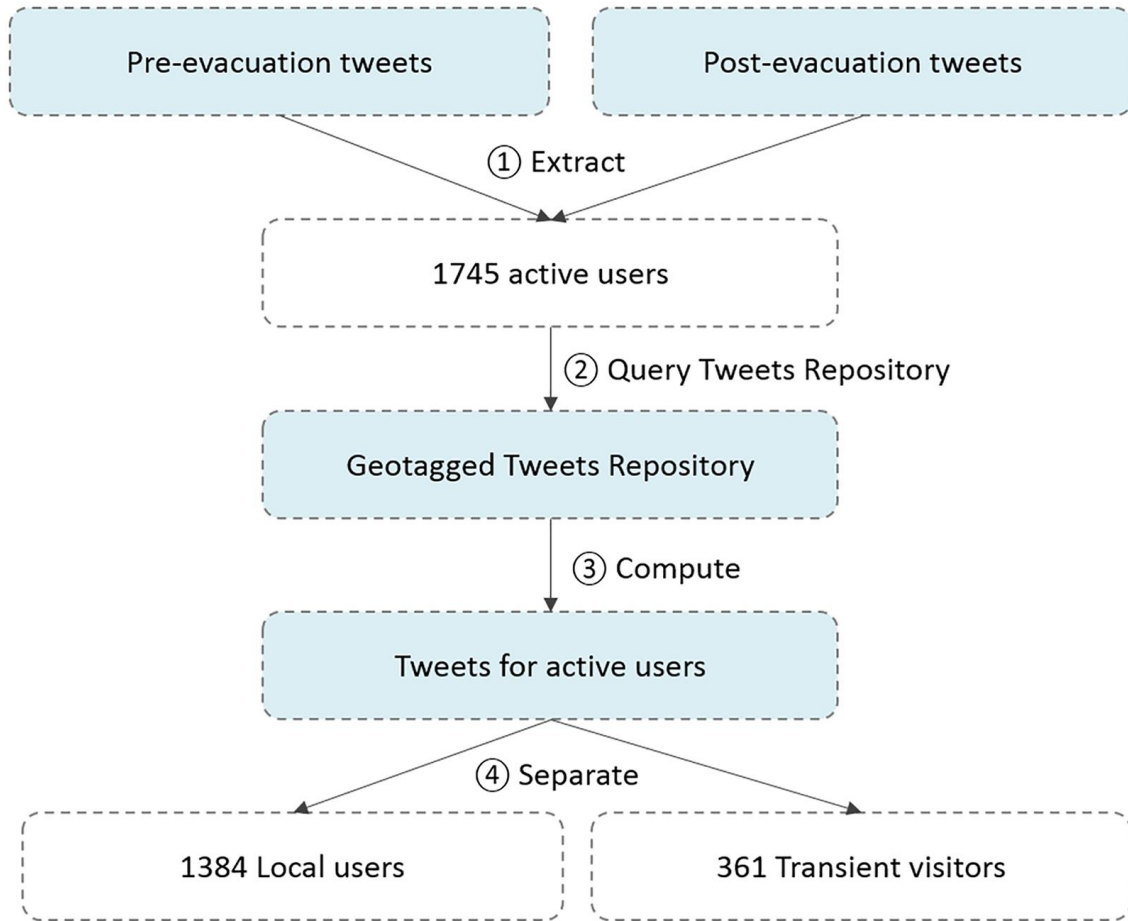 Pre-evacuation tweets
Post-evacuation tweets
① Extract
1745 active users
② Query Tweets Repository
Geotagged Tweets Repository
③ Compute
Tweets for active users
④ Separate
1384 Local users
361 Transient visitors